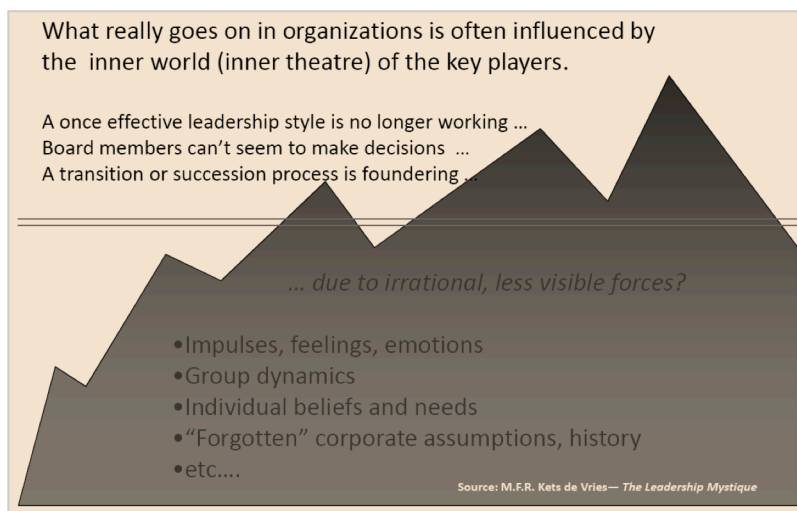 What really goes on in organizations is often influenced by
the inner world (inner theatre) of the key players.
A once effective leadership style is no longer working ...
Board members can’t seem to make decisions ...
A transition or succession process is foundering ...
... due to irrational, less visible forces?
•Impulses, feelings, emotions
•Group dynamics
•Individual beliefs and needs
•“Forgotten” corporate assumptions, history
•etc....
Source: M.F.R. Kets de Vries— The Leadership Mystique